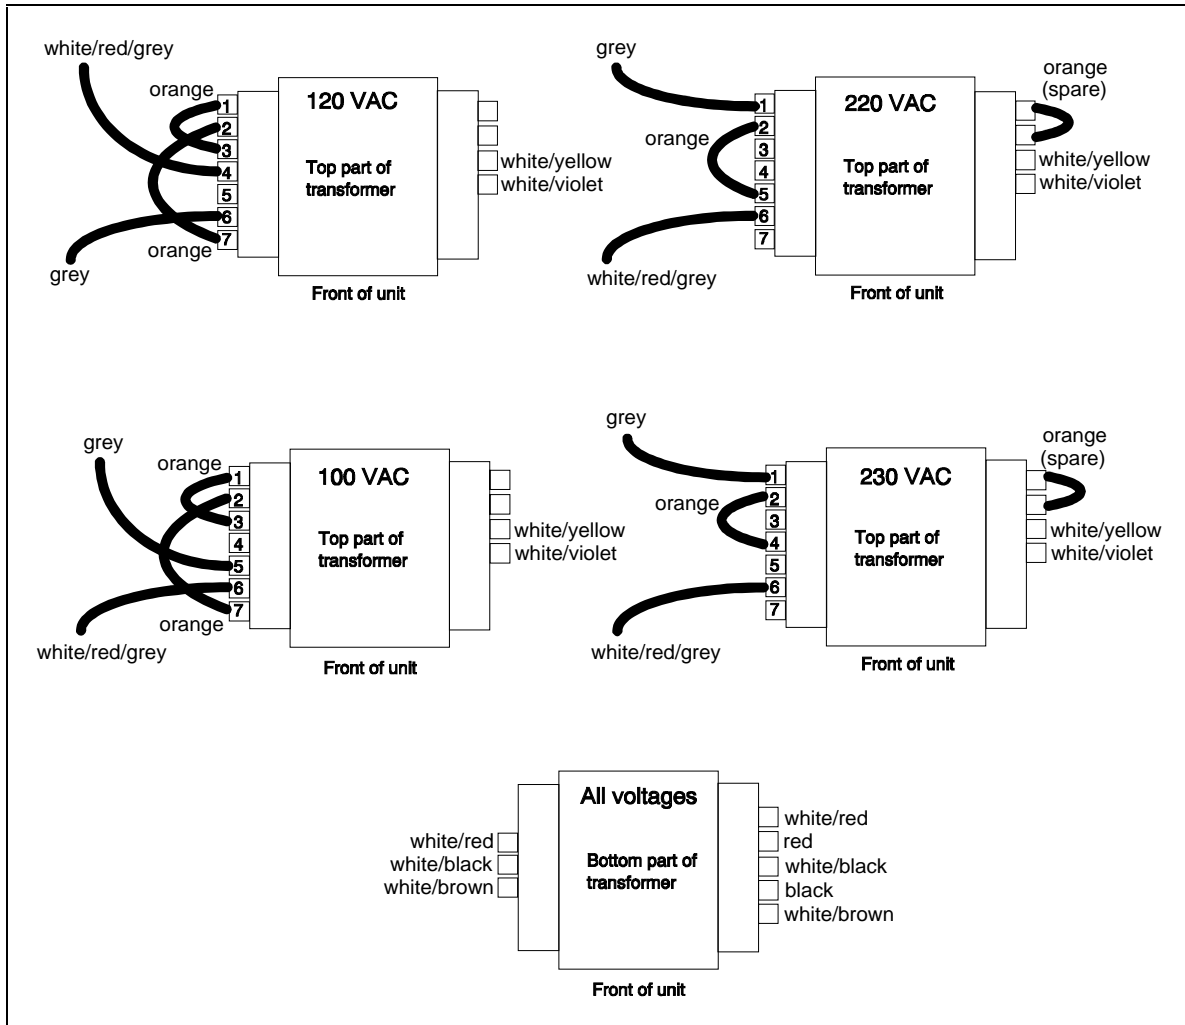 white/red/grey
orange
1
2
3
4
5
6
7
orange
grey
120 VAC
Top part of
transformer
white/yellow
white/violet
Front of unit
grey
orange
1
2
3
4
5
6
7
white/red/grey
220 VAC
Top part of
transformer
orange
(spare)
white/yellow
white/violet
Front of unit
grey
orange
1
2
3
4
5
6
7
orange
white/red/grey
100 VAC
Top part of
transformer
white/yellow
white/violet
Front of unit
grey
orange
1
2
3
4
5
6
7
white/red/grey
230 VAC
Top part of
transformer
orange
(spare)
white/yellow
white/violet
Front of unit
white/red
white/black
white/brown
All voltages
Bottom part of
transformer
white/red
red
white/black
black
white/brown
Front of unit